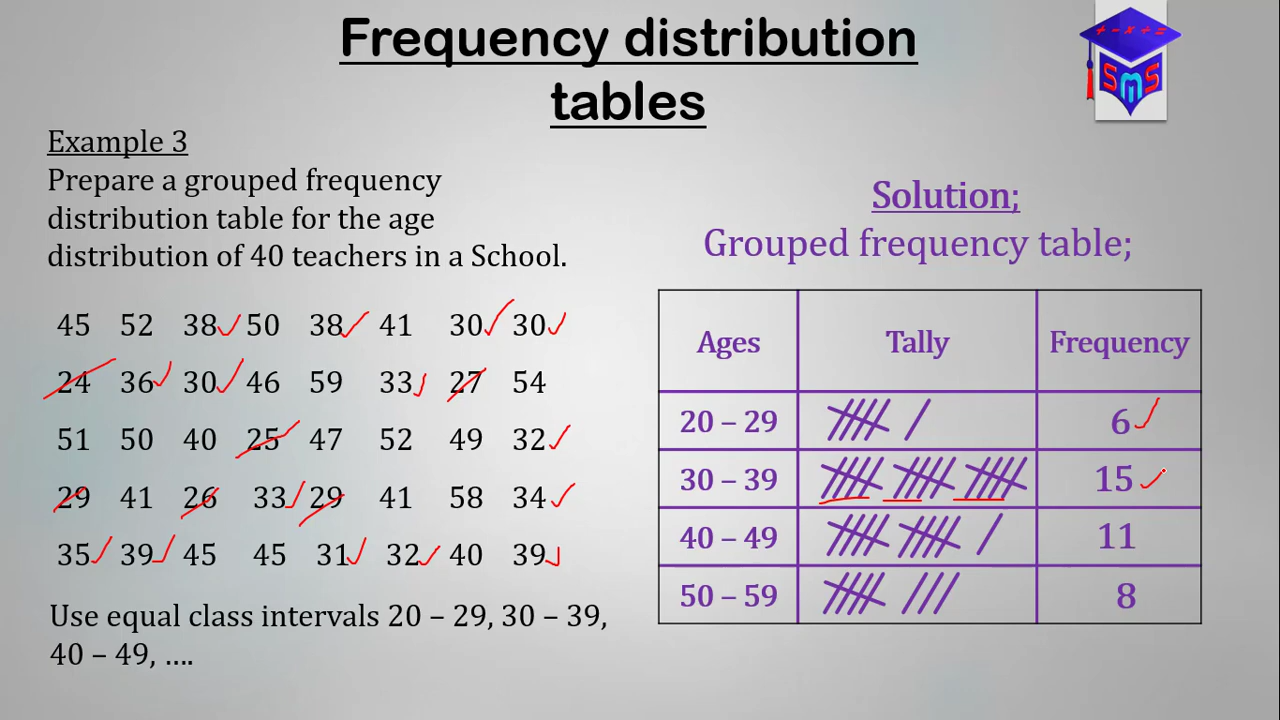 Frequency distribution
tables
+ - × ÷ =
SMS
Example 3
Prepare a grouped frequency
distribution table for the age
distribution of 40 teachers in a School.
45 52 38 50 38 41 30 30
24 36 30 46 59 33 27 54
51 50 40 25 47 52 49 32
29 41 26 33 29 41 58 34
35 39 45 45 31 32 40 39
Use equal class intervals 20 – 29, 30 – 39,
40 – 49, ....
Solution;
Grouped frequency table;
Ages Tally Frequency
20 – 29 6
30 – 39 15
40 – 49 11
50 – 59 8